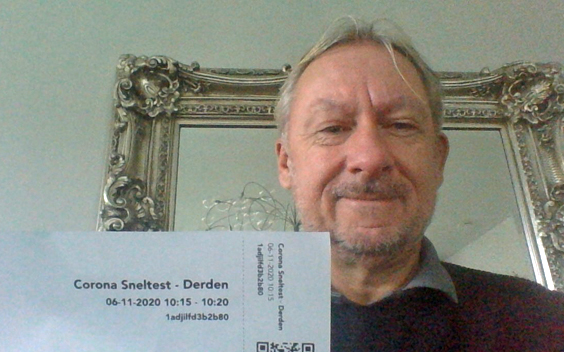 Corona Sneltest - Derden
06-11-2020 10:15 - 10:20
1adjilfd3b2b80
Corona Sneltest - Derden
06-11-2020 10:15
1adjilfd3b2b80